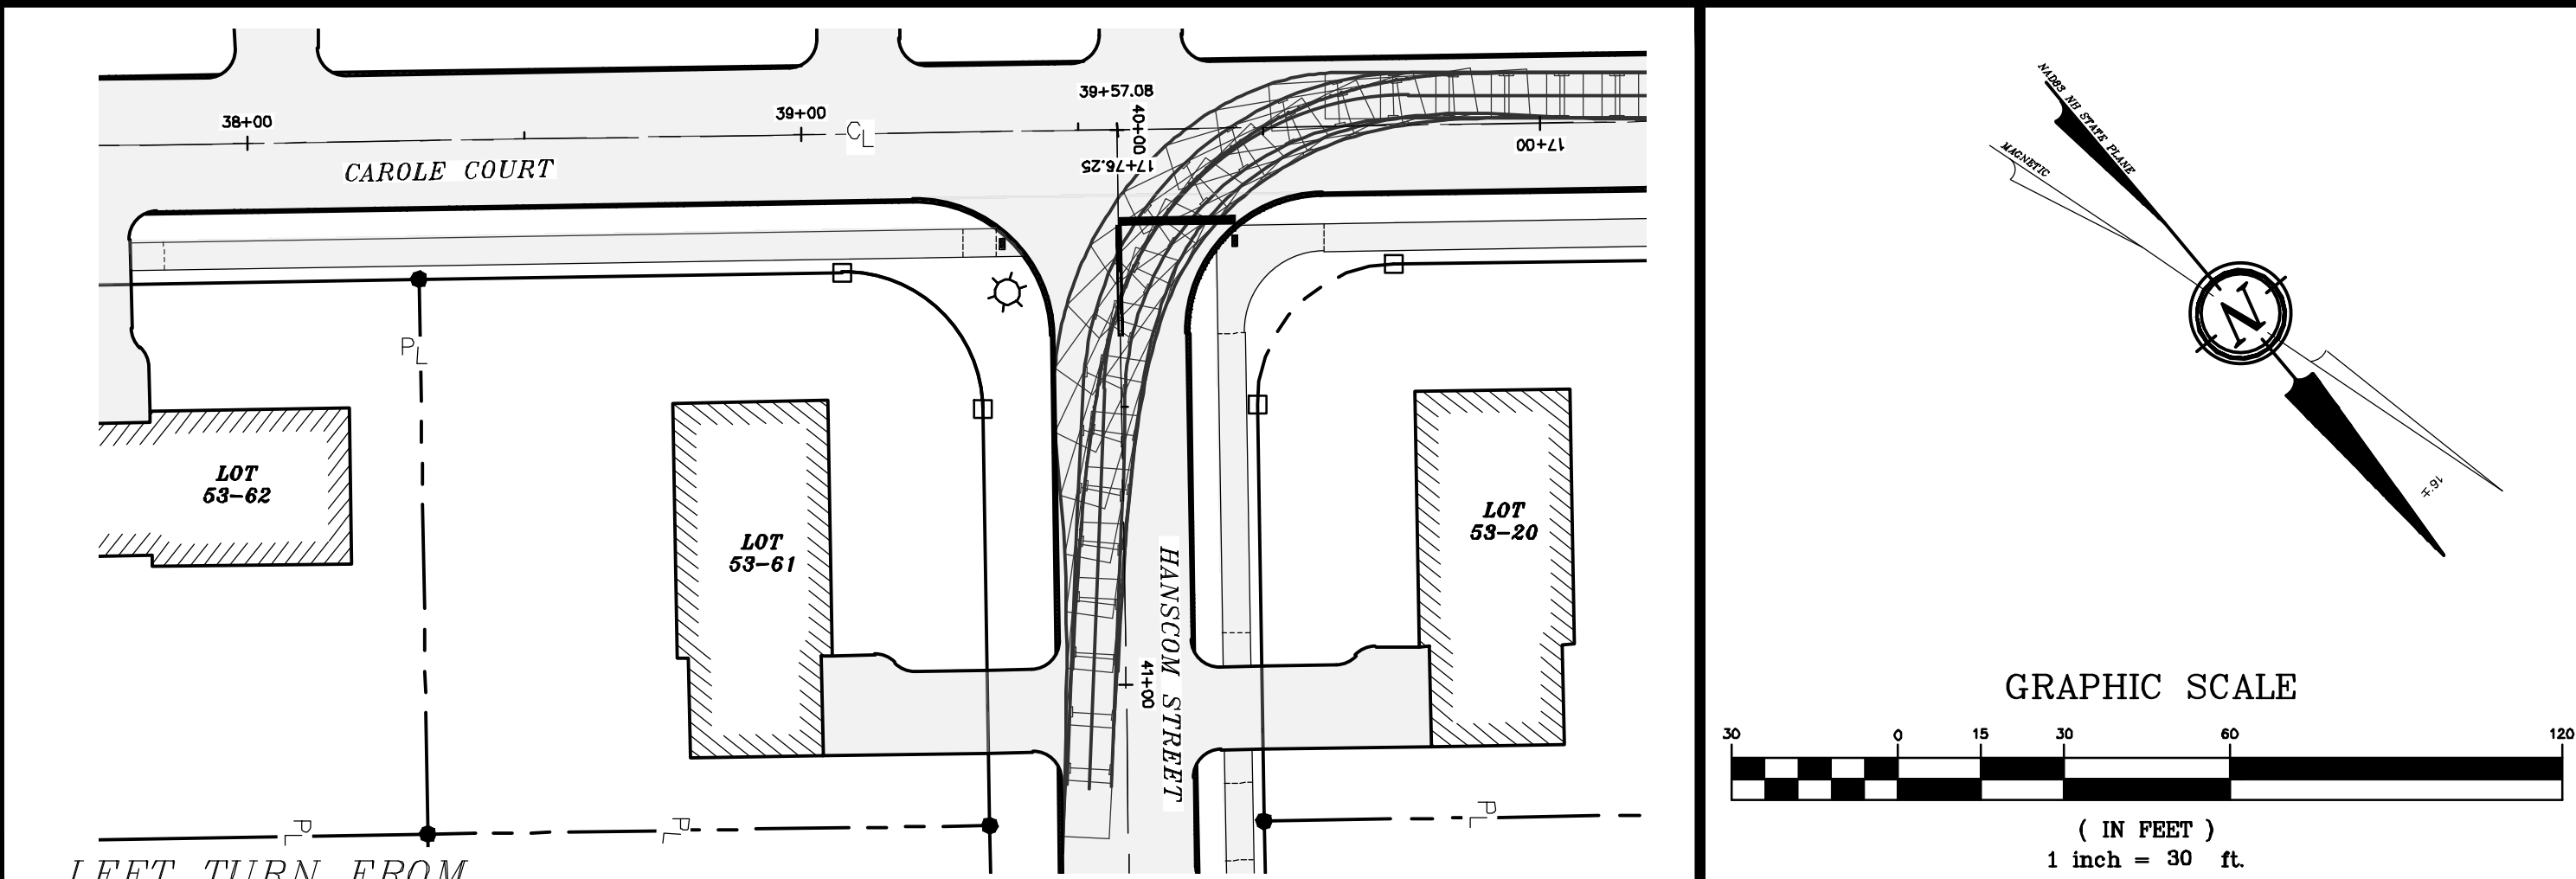 38+00
39+00
39+57.08
40+00
17+76.25
17+00
CL
CAROLE COURT
PL
LOT
53-62
LOT
53-61
LOT
53-20
HANSCOM STREET
41+00
PL
PL
PL
LEFT TURN FROM
NAD83 NH STATE PLANE
MAGNETIC
N
16°±
GRAPHIC SCALE
30 0 15 30 60 120
( IN FEET )
1 inch = 30 ft.